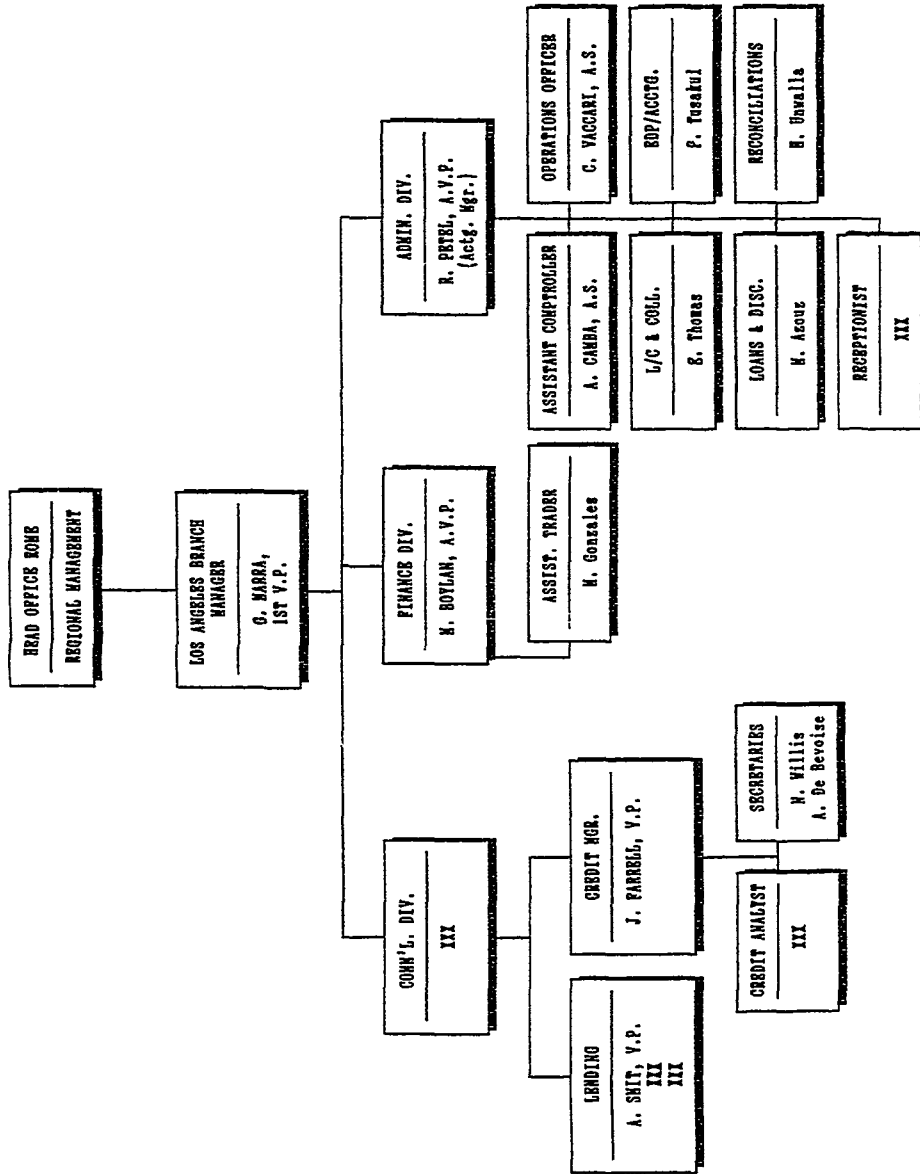 HEAD OFFICE ROME
REGIONAL MANAGEMENT
LOS ANGELES BRANCH
MANAGER
G. MARRA,
1ST V.P.
COMM'L. DIV.
XXX
FINANCE DIV.
M. BOYLAN, A.V.P.
ADMIN. DIV.
R. PETEL, A.V.P.
(Actg. Mgr.)
LENDING
A. SMIT, V.P.
XXX
XXX
CREDIT MGR.
J. FARRELL, V.P.
CREDIT ANALYST
XXX
SECRETARIES
N. Willis
A. De Bevoise
ASSIST. TRADER
M. Gonzales
ASSISTANT COMPTROLLER
A. CAMBA, A.S.
OPERATIONS OFFICER
C. VACCARI, A.S.
L/C & COLL.
E. Thomas
EDP/ACCTG.
P. Tusakul
LOANS & DISC.
M. Azouz
RECONCILIATIONS
H. Unwalla
RECEPTIONIST
XXX